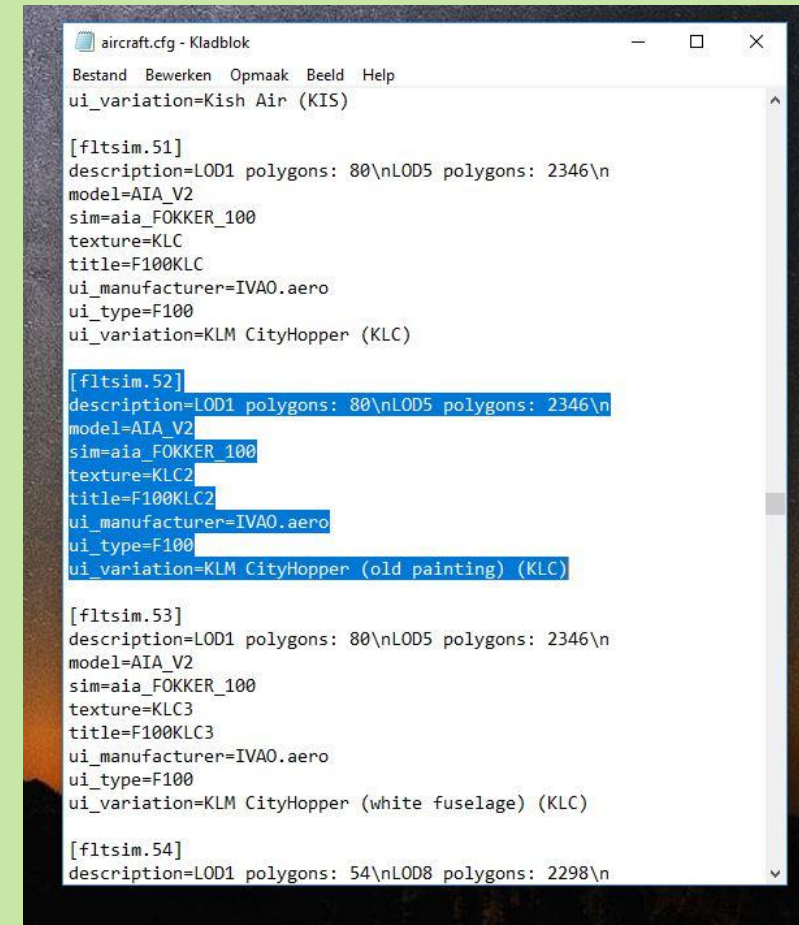 aircraft.cfg - Kladblok
Bestand Bewerken Opmaak Beeld Help
ui_variation=Kish Air (KIS)
[fltsim.51]
description=LOD1 polygons: 80\nLOD5 polygons: 2346\n
model=AIA_V2
sim=aia_FOKKER_100
texture=KLC
title=F100KLC
ui_manufacturer=IVAO.aero
ui_type=F100
ui_variation=KLM CityHopper (KLC)
[fltsim.52]
description=LOD1 polygons: 80\nLOD5 polygons: 2346\n
model=AIA_V2
sim=aia_FOKKER_100
texture=KLC2
title=F100KLC2
ui_manufacturer=IVAO.aero
ui_type=F100
ui_variation=KLM CityHopper (old painting) (KLC)
[fltsim.53]
description=LOD1 polygons: 80\nLOD5 polygons: 2346\n
model=AIA_V2
sim=aia_FOKKER_100
texture=KLC3
title=F100KLC3
ui_manufacturer=IVAO.aero
ui_type=F100
ui_variation=KLM CityHopper (white fuselage) (KLC)
[fltsim.54]
description=LOD1 polygons: 54\nLOD8 polygons: 2298\n